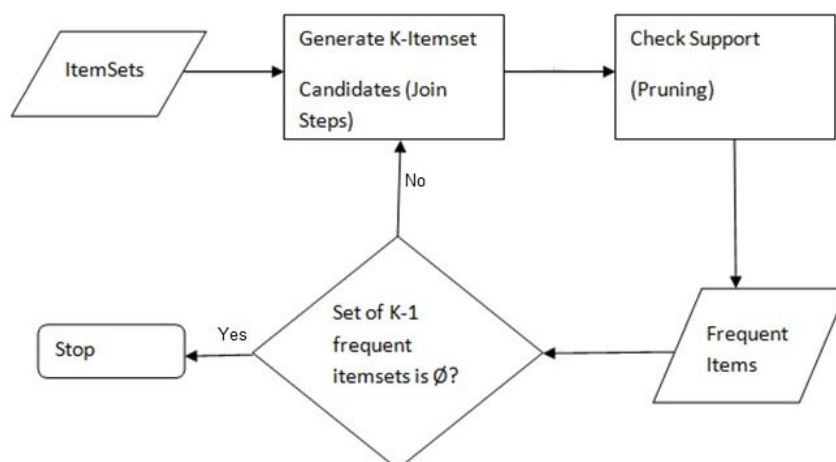 ItemSets
Generate K-Itemset
Candidates (Join
Steps)
Check Support
(Pruning)
No
Set of K-1
frequent
itemsets is Ø?
Yes
Stop
Frequent
Items